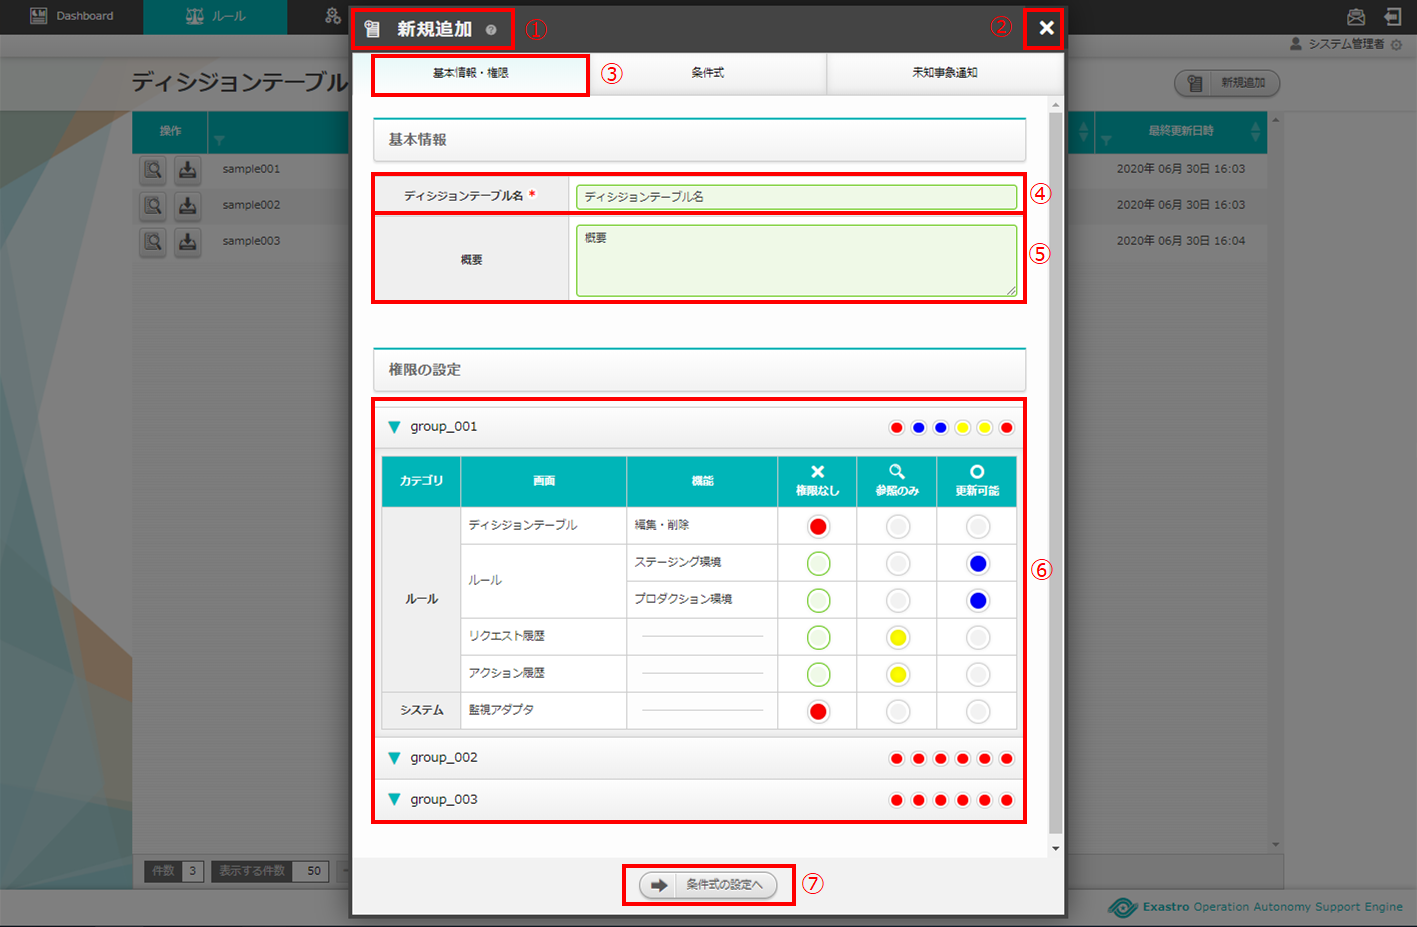 Dashboard
ルール
システム管理者
ディシジョンテーブル
新規追加
操作
最終更新日時
sample001
2020年 06月 30日 16:03
sample002
2020年 06月 30日 16:03
sample003
2020年 06月 30日 16:04
件数 3 表示する件数 50
Exastro Operation Autonomy Support Engine
新規追加 ?
①
②
基本情報・権限
③
条件式
未知事象通知
基本情報
ディシジョンテーブル名 *
ディシジョンテーブル名
④
概要
概要
⑤
権限の設定
group_001
カテゴリ 画面 機能 権限なし 参照のみ 更新可能
ルール
ディシジョンテーブル 編集・削除
ルール ステージング環境
プロダクション環境
リクエスト履歴
アクション履歴
システム 監視アダプタ
⑥
group_002
group_003
条件式の設定へ
⑦